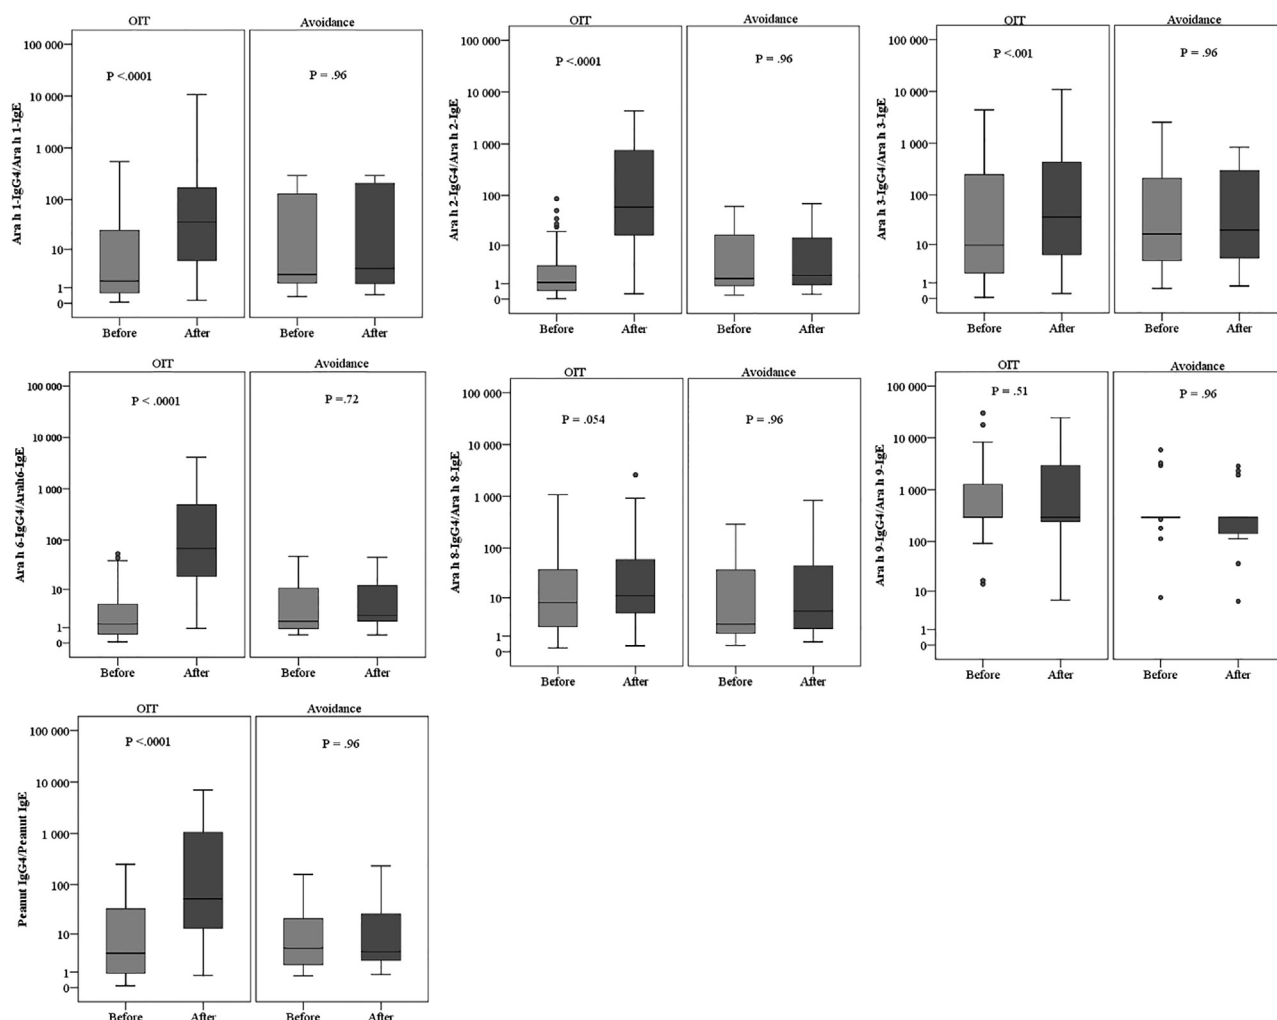 OIT Avoidance
Ara h 1-IgG4/Ara h 1-IgE
100 000
10 000
1 000
100
10
1
0
P <.0001
P = .96
Before After Before After
OIT Avoidance
Ara h 2-IgG4/Ara h 2-IgE
100 000
10 000
1 000
100
10
1
0
P <.0001
P = .96
Before After Before After
OIT Avoidance
Ara h 3-IgG4/Ara h 3-IgE
100 000
10 000
1 000
100
10
1
0
P <.001
P = .96
Before After Before After
OIT Avoidance
Ara h 6-IgG4/Arah6-IgE
100 000
10 000
1 000
100
10
1
0
P < .0001
P =.72
Before After Before After
OIT Avoidance
Ara h 8-IgG4/Ara h 8-IgE
100 000
10 000
1 000
100
10
1
0
P = .054
P = .96
Before After Before After
OIT Avoidance
Ara h 9-IgG4/Ara h 9-IgE
100 000
10 000
1 000
100
10
1
0
P = .51
P = .96
Before After Before After
OIT Avoidance
Peanut IgG4/Peanut IgE
100 000
10 000
1 000
100
10
1
0
P <.0001
P = .96
Before After Before After